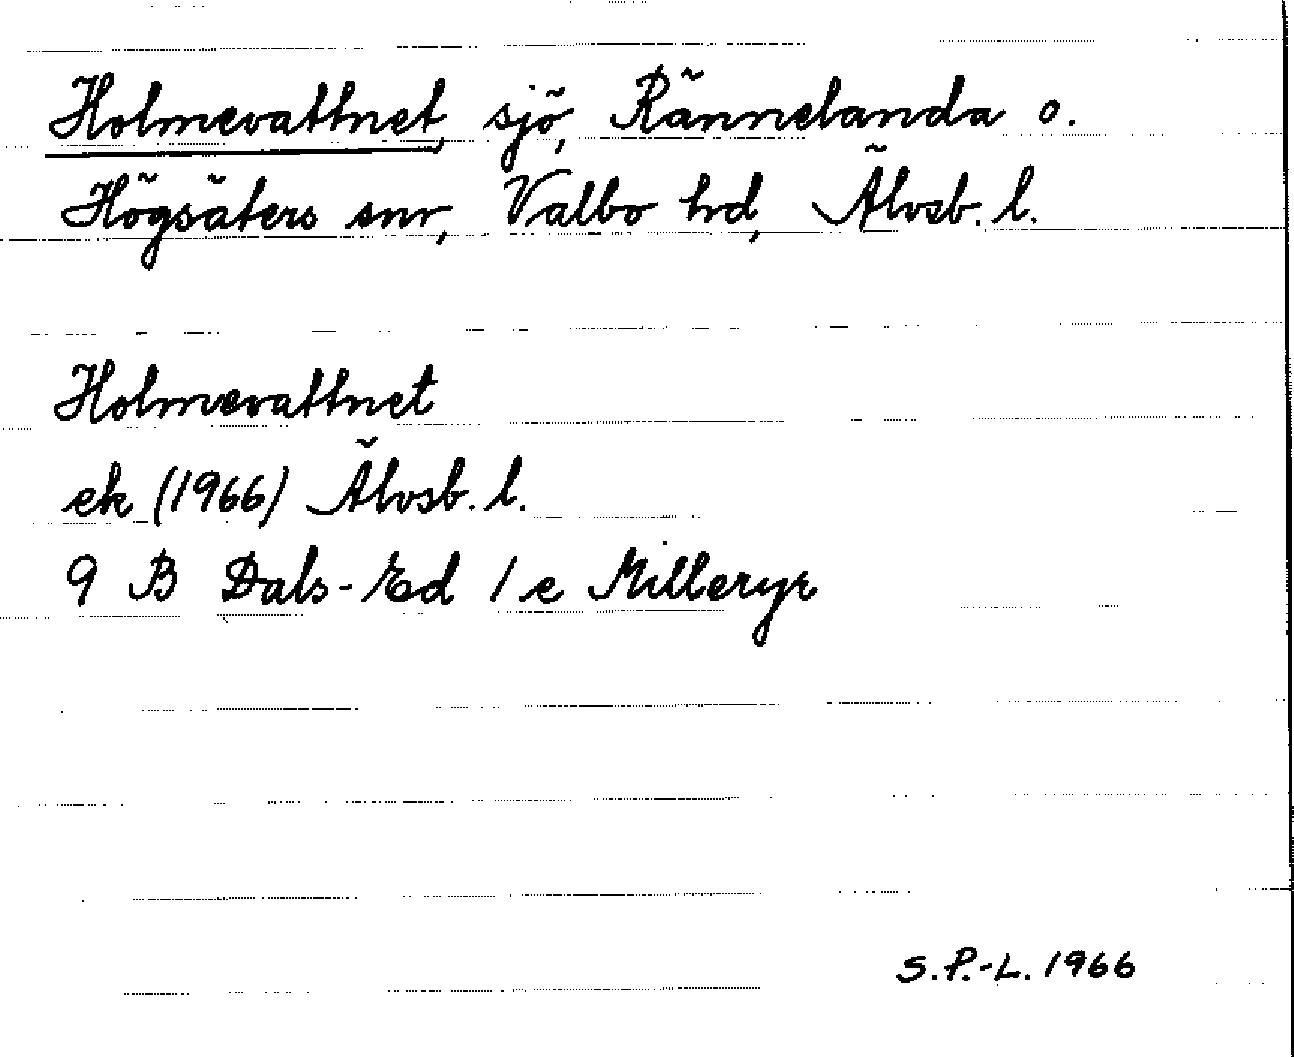 Holmevattnet, sjö, Rännelanda o.
Högsäters snr, Valbo hd, Älvsb. l.
Holmevattnet
ek (1966) Älvsb. l.
9 B Dals-Ed 1 e Milleryr
S.P.-L. 1966